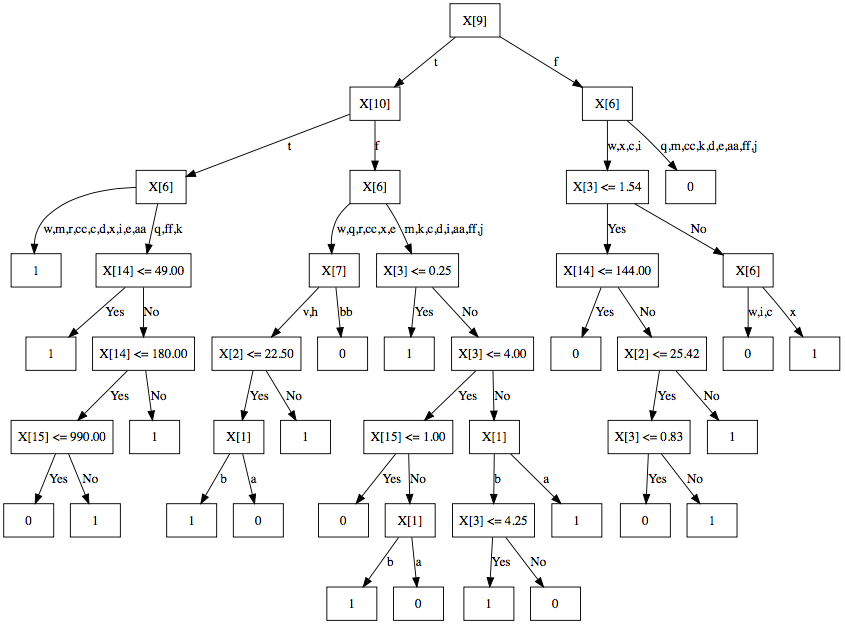 X[9]
t
f
X[10]
X[6]
t
f
w,x,c,i
q,m,cc,k,d,e,aa,ff,j
X[6]
X[6]
X[3] <= 1.54
0
w,m,r,cc,c,d,x,i,e,aa
q,ff,k
w,q,r,cc,x,e
m,k,c,d,i,aa,ff,j
Yes
No
1
X[14] <= 49.00
X[7]
X[3] <= 0.25
X[14] <= 144.00
X[6]
Yes
No
v,h
bb
Yes
No
Yes
No
w,i,c
x
1
X[14] <= 180.00
X[2] <= 22.50
0
1
X[3] <= 4.00
0
X[2] <= 25.42
0
1
Yes
No
Yes
No
Yes
No
Yes
No
X[15] <= 990.00
1
X[1]
1
X[15] <= 1.00
X[1]
X[3] <= 0.83
1
Yes
No
b
a
Yes
No
b
a
Yes
No
0
1
1
0
0
X[1]
X[3] <= 4.25
1
0
1
b
a
Yes
No
1
0
1
0